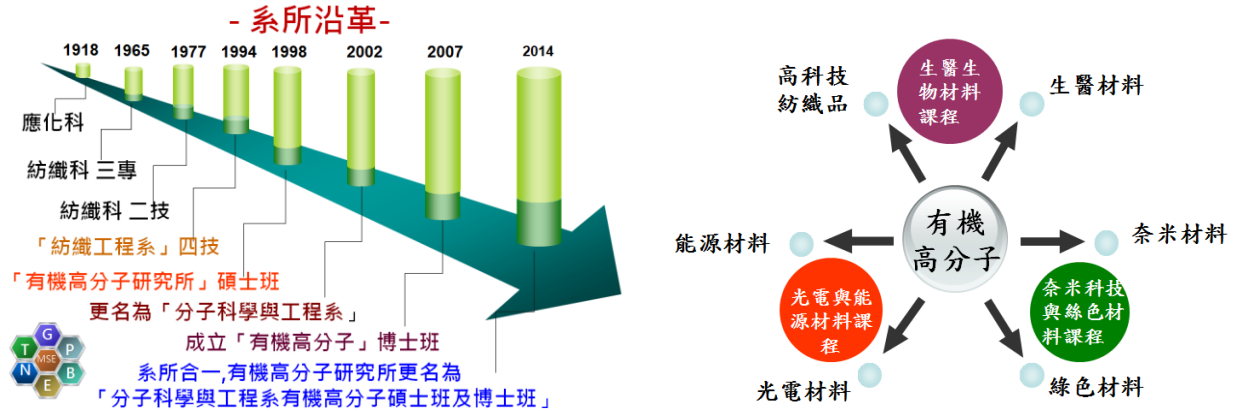 - 系所沿革-
1918 1965 1977 1994 1998 2002 2007 2014
應化科
紡織科 三專
紡織科 二技
「紡織工程系」四技
「有機高分子研究所」碩士班
更名為「分子科學與工程系」
成立「有機高分子」博士班
系所合一,有機高分子研究所更名為
「分子科學與工程系有機高分子碩士班及博士班」
G
T
P
MSE
N
B
E
高科技
紡織品
生醫生
物材料
課程
生醫材料
有機
高分子
能源材料
奈米材料
光電與能
源材料課
程
奈米科技
與綠色材
料課程
光電材料
綠色材料